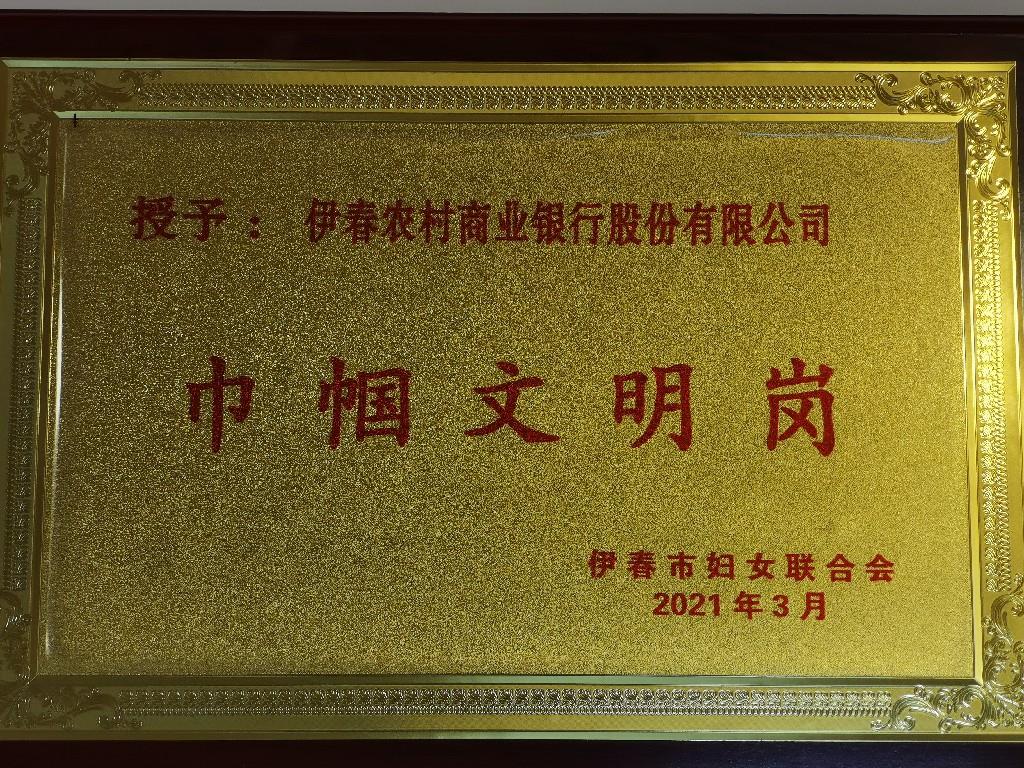 授予：伊春农村商业银行股份有限公司
巾帼文明岗
伊春市妇女联合会
2021年3月